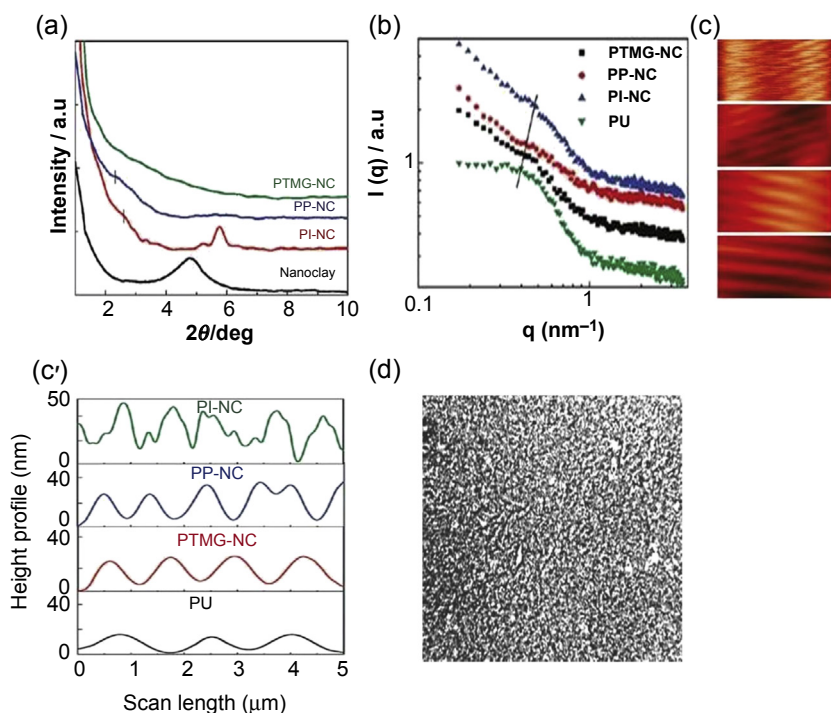 (a)
Intensity / a.u
PTMG-NC
PP-NC
PI-NC
Nanoclay
2 4 6 8 10
2θ/deg
(b)
I (q) / a.u
1
PTMG-NC
PP-NC
PI-NC
PU
0.1 1
q (nm⁻¹)
(c)
(c′)
Height profile (nm)
50
0
PI-NC
40
0
PP-NC
40
0
PTMG-NC
40
0
PU
0 1 2 3 4 5
Scan length (μm)
(d)